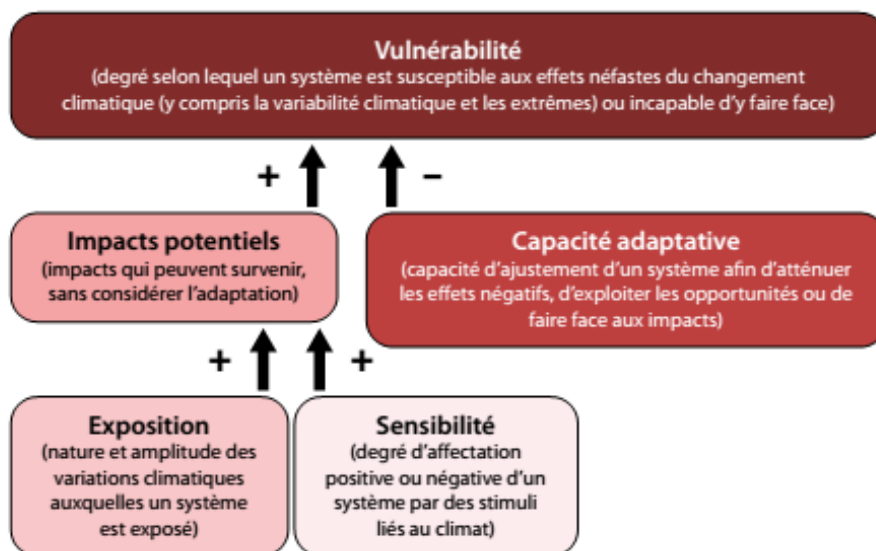 Vulnérabilité
(degré selon lequel un système est susceptible aux effets néfastes du changement
climatique (y compris la variabilité climatique et les extrêmes) ou incapable d'y faire face)
+ –
Impacts potentiels
(impacts qui peuvent survenir,
sans considérer l'adaptation)
Capacité adaptative
(capacité d'ajustement d'un système afin d'atténuer
les effets négatifs, d'exploiter les opportunités ou de
faire face aux impacts)
+ +
Exposition
(nature et amplitude des
variations climatiques
auxquelles un système
est exposé)
Sensibilité
(degré d'affectation
positive ou négative d'un
système par des stimuli
liés au climat)